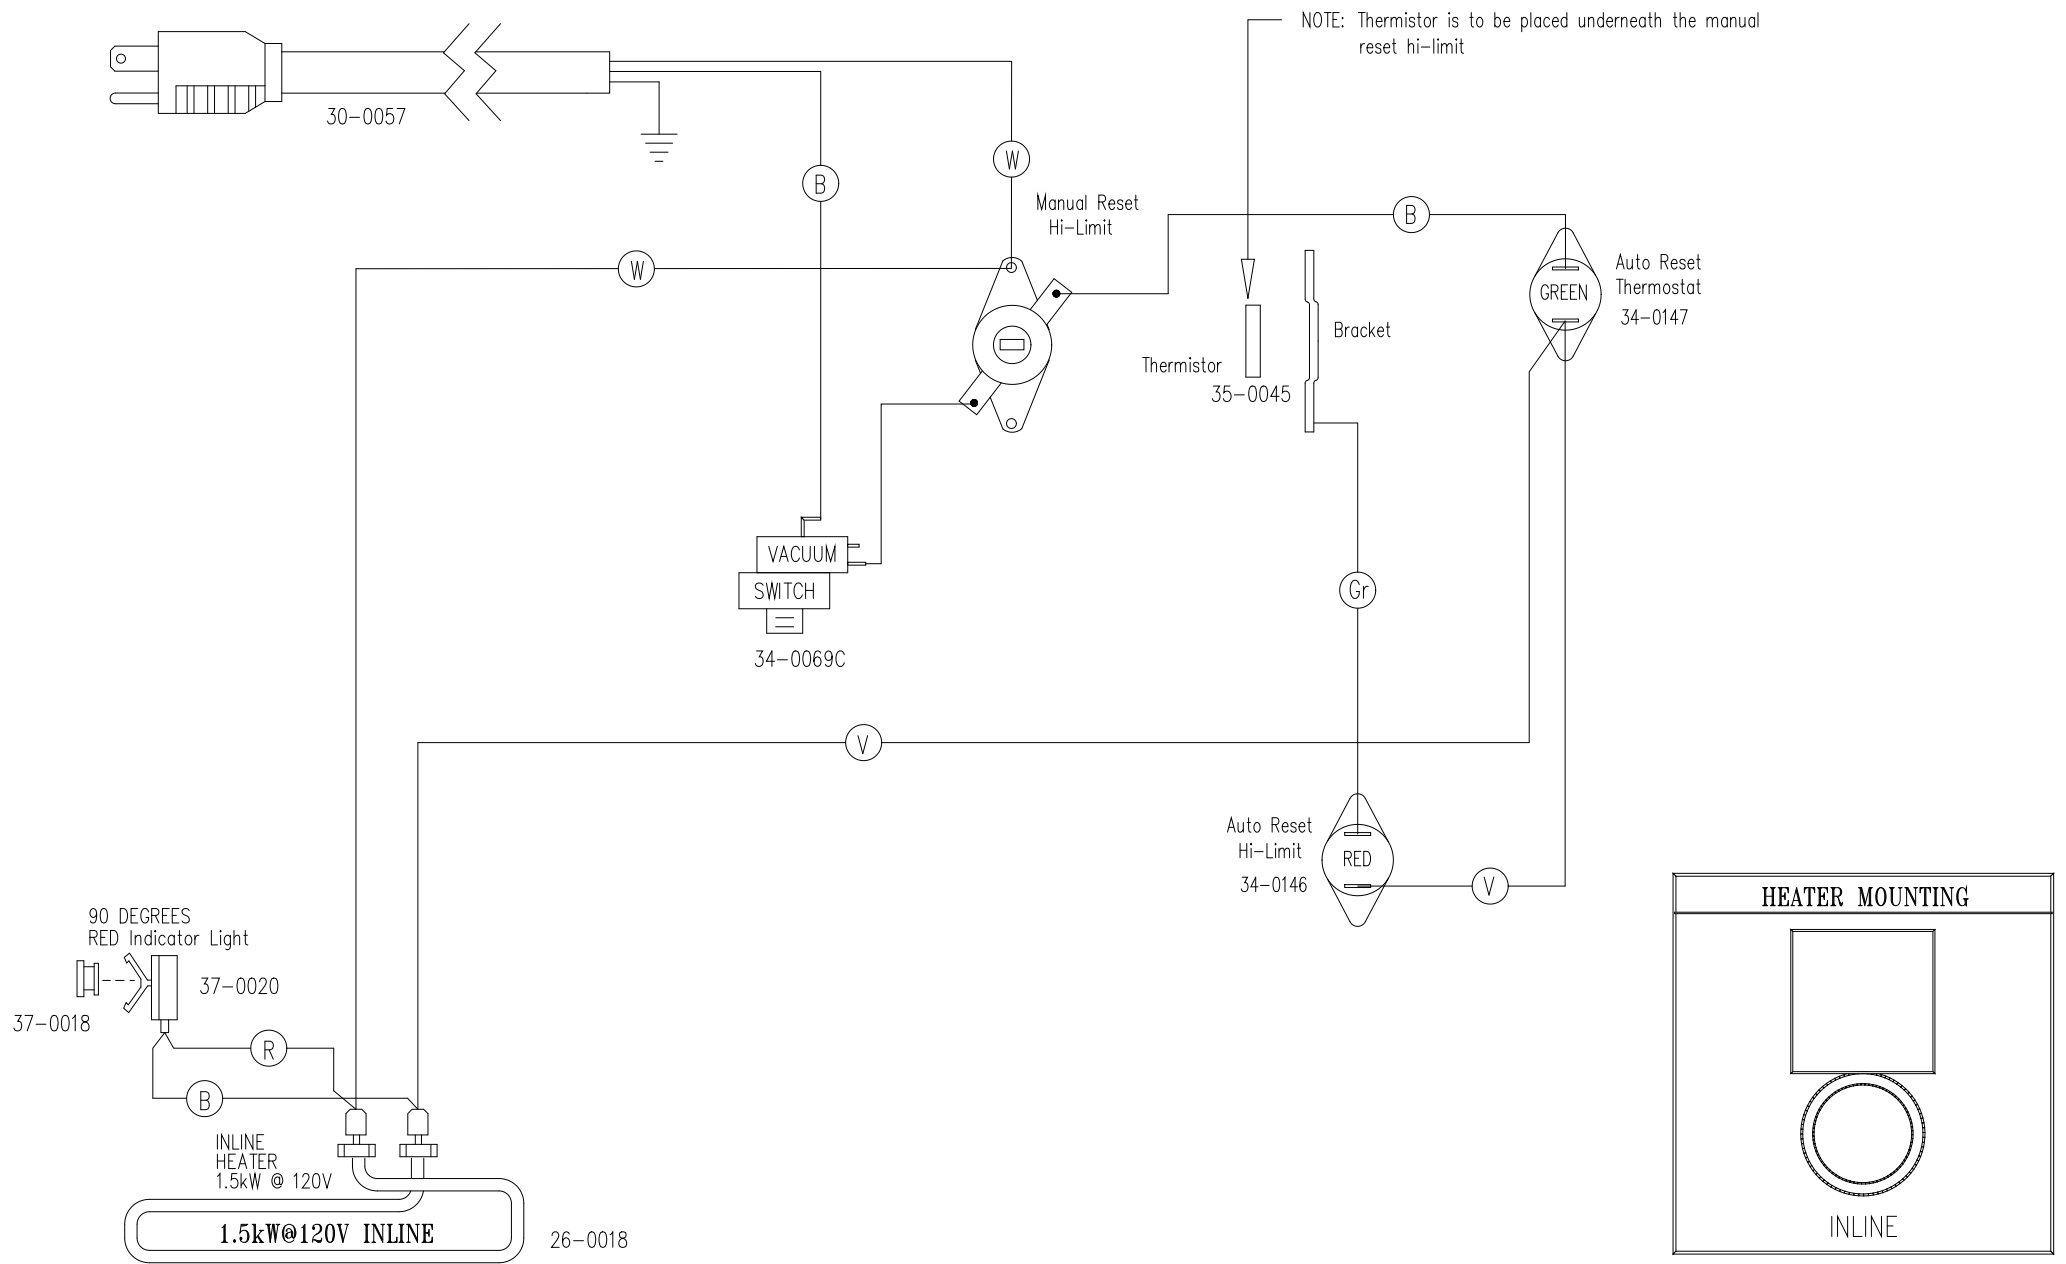 NOTE: Thermistor is to be placed underneath the manual
reset hi-limit
30-0057
W
B
Manual Reset
Hi-Limit
B
W
Auto Reset
Thermostat
34-0147
GREEN
Bracket
Thermistor
35-0045
VACUUM
SWITCH
34-0069C
Gr
V
Auto Reset
Hi-Limit
34-0146
RED
V
HEATER MOUNTING
INLINE
90 DEGREES
RED Indicator Light
37-0020
37-0018
R
B
INLINE
HEATER
1.5kW @ 120V
1.5kW@120V INLINE
26-0018